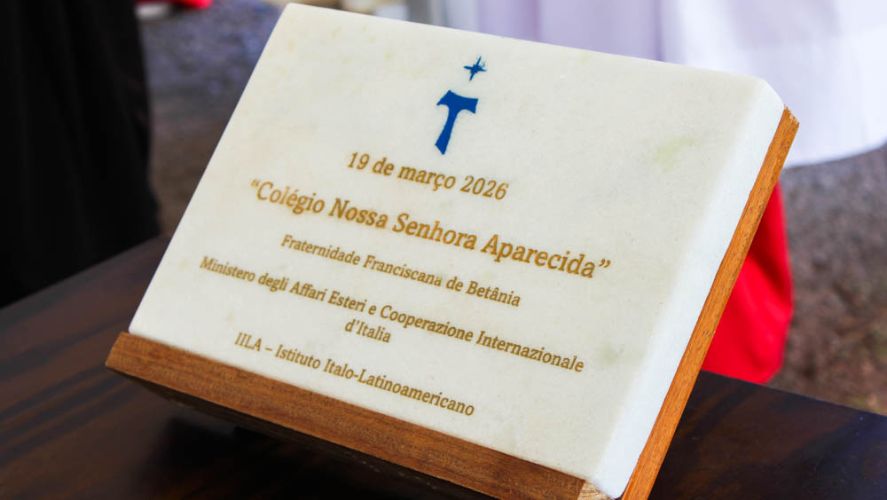 19 de março 2026
“Colégio Nossa Senhora Aparecida”
Fraternidade Franciscana de Betânia
Ministero degli Affari Esteri e Cooperazione Internazionale
d’Italia
IILA – Istituto Italo-Latinoamericano